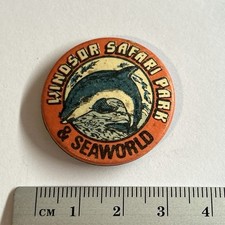 WINDSOR SAFARI PARK
& SEAWORLD
CM 1 2 3 4